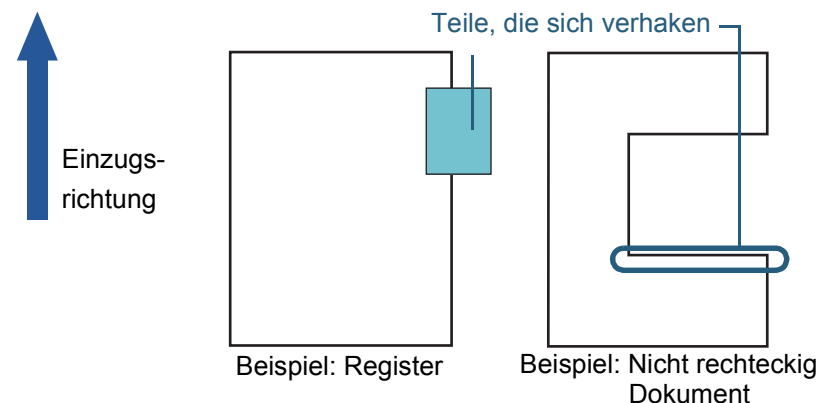 Teile, die sich verhaken
Einzugs-
richtung
Beispiel: Register
Beispiel: Nicht rechteckig
Dokument